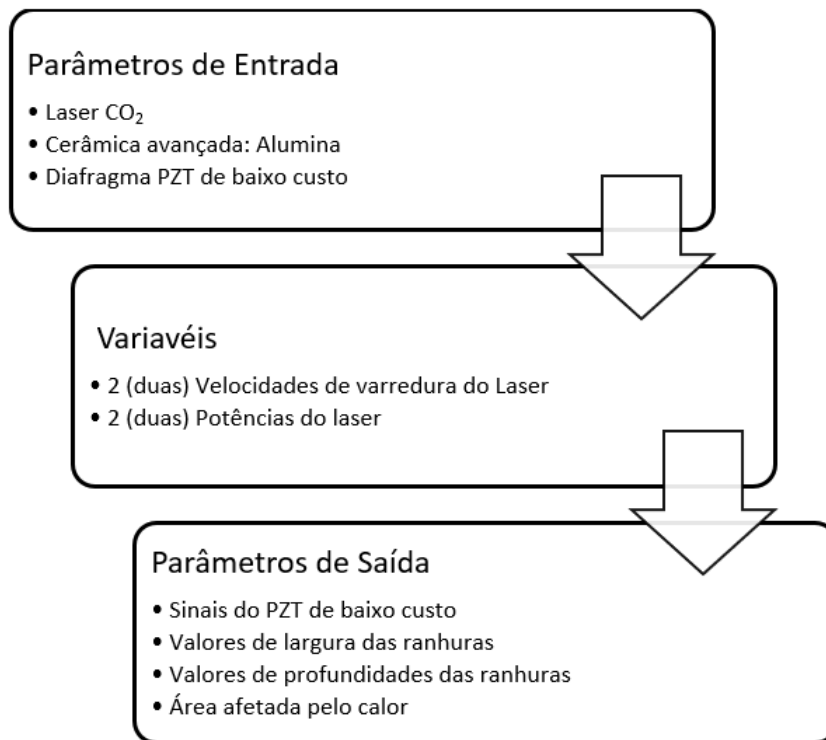 Parâmetros de Entrada
• Laser CO₂
• Cerâmica avançada: Alumina
• Diafragma PZT de baixo custo
Variavéis
• 2 (duas) Velocidades de varredura do Laser
• 2 (duas) Potências do laser
Parâmetros de Saída
• Sinais do PZT de baixo custo
• Valores de largura das ranhuras
• Valores de profundidades das ranhuras
• Área afetada pelo calor